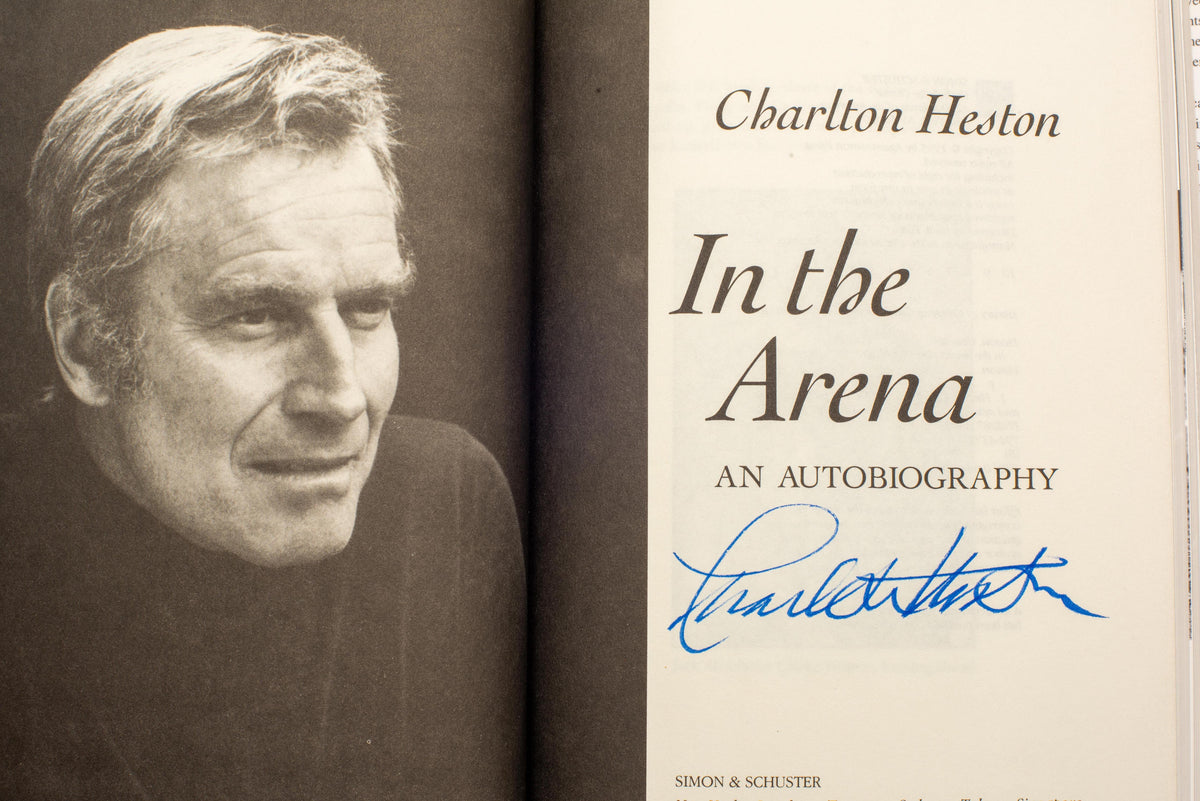 Charlton Heston
In the
Arena
AN AUTOBIOGRAPHY
Charlton Heston
SIMON & SCHUSTER